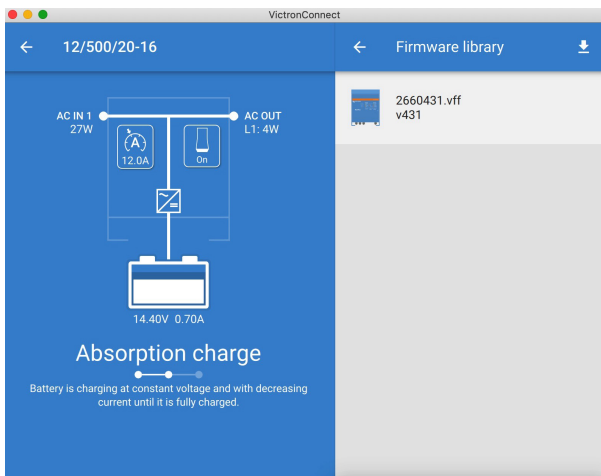 VictronConnect
12/500/20-16
AC IN 1
27W
A
12.0A
On
AC OUT
L1: 4W
14.40V 0.70A
Absorption charge
Battery is charging at constant voltage and with decreasing
current until it is fully charged.
Firmware library
2660431.vff
v431